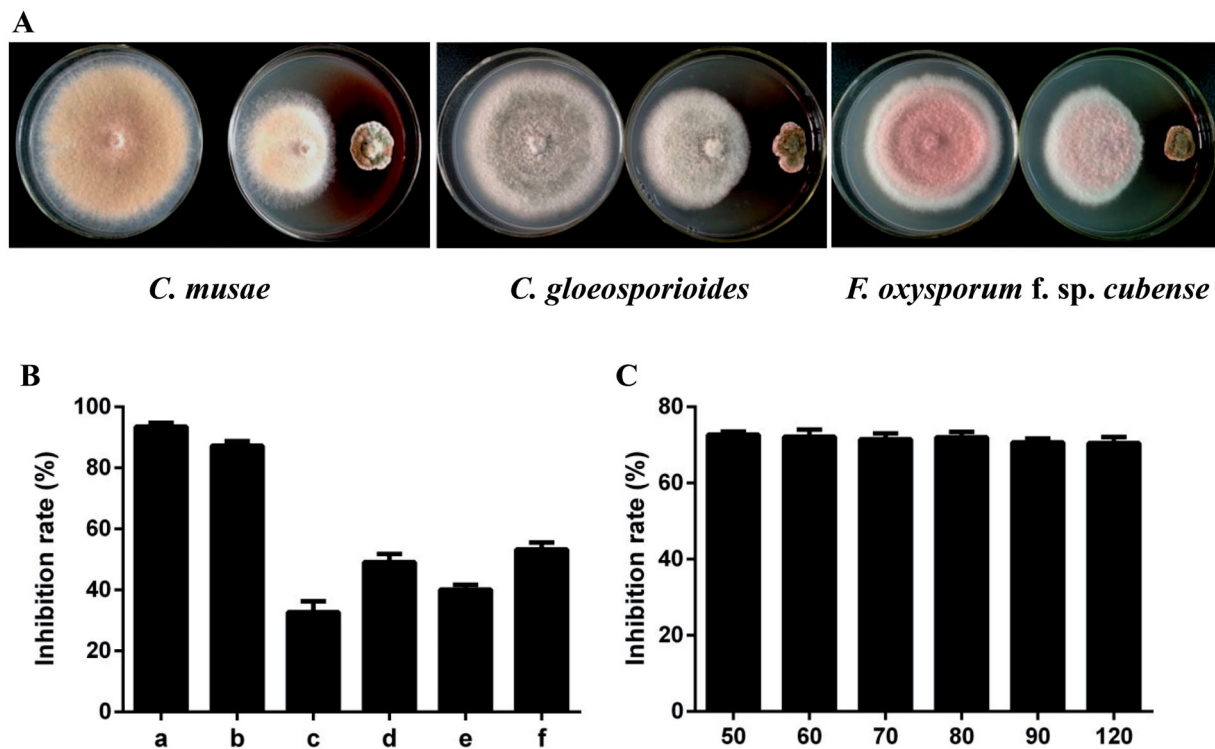 A
C. musae
C. gloeosporioides
F. oxysporum f. sp. cubense
B
Inhibition rate (%)
100
80
60
40
20
0
a b c d e f
C
Inhibition rate (%)
80
60
40
20
0
50 60 70 80 90 120